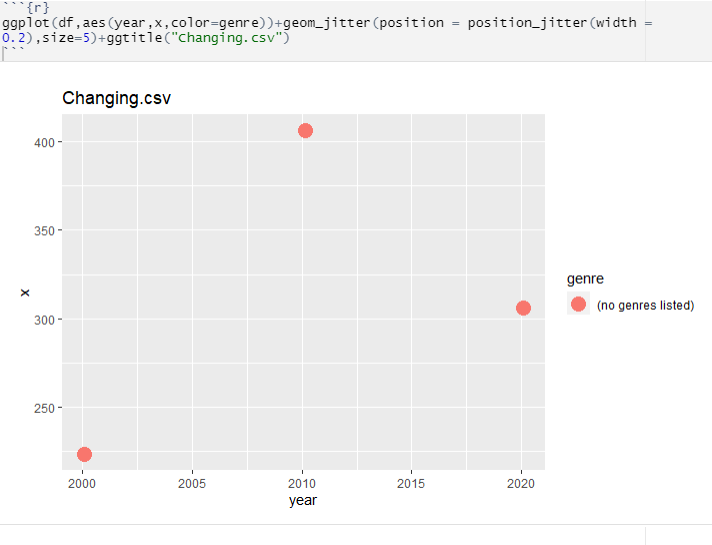 ```{r}
ggplot(df,aes(year,x,color=genre))+geom_jitter(position = position_jitter(width =
0.2),size=5)+ggtitle("Changing.csv")
```
Changing.csv
400
350
300
250
x
2000 2005 2010 2015 2020
year
genre
(no genres listed)